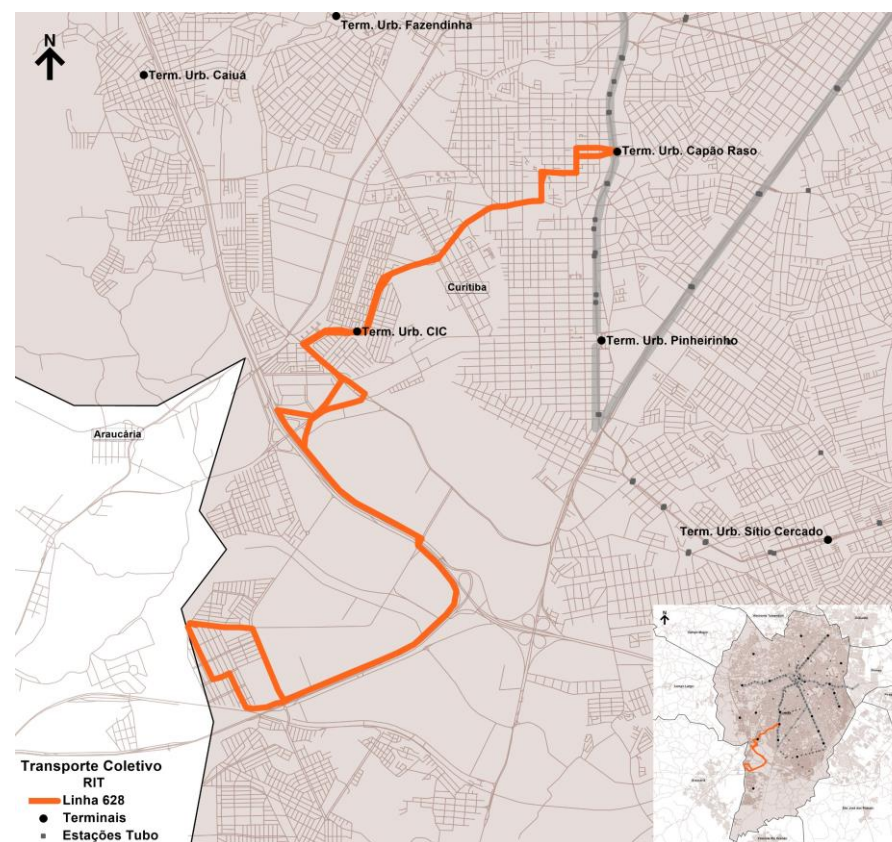 Term. Urb. Fazendinha
N
Term. Urb. Caiuá
Term. Urb. Capão Raso
Curitiba
Term. Urb. CIC
Term. Urb. Pinheirinho
Araucária
Term. Urb. Sítio Cercado
N
Transporte Coletivo
RIT
Linha 628
Terminais
Estações Tubo